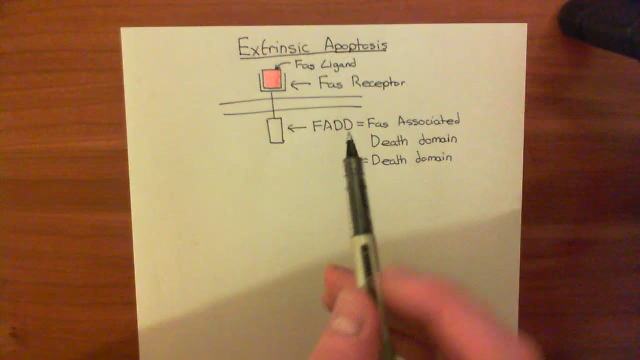 Extrinsic Apoptosis
Fas Ligand
← Fas Receptor
← FADD = Fas Associated
Death domain
= Death domain